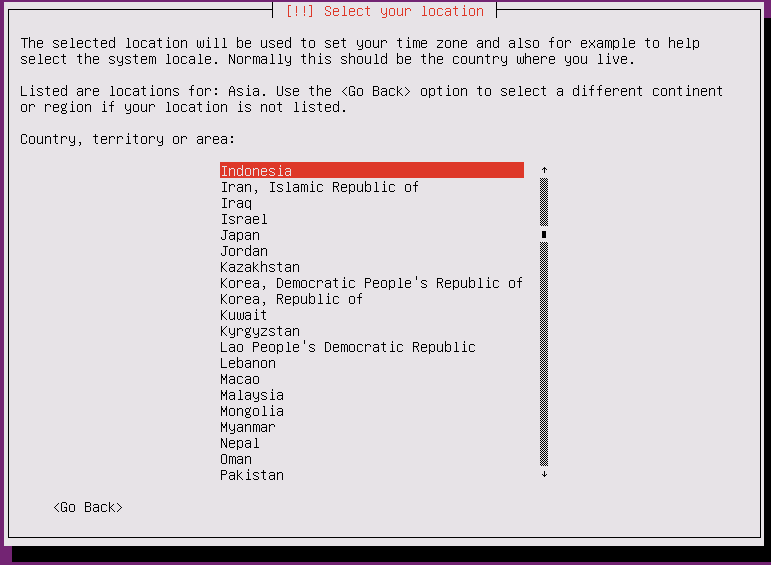 [!!] Select your location
The selected location will be used to set your time zone and also for example to help
select the system locale. Normally this should be the country where you live.
Listed are locations for: Asia. Use the <Go Back> option to select a different continent
or region if your location is not listed.
Country, territory or area:
Indonesia
Iran, Islamic Republic of
Iraq
Israel
Japan
Jordan
Kazakhstan
Korea, Democratic People's Republic of
Korea, Republic of
Kuwait
Kyrgyzstan
Lao People's Democratic Republic
Lebanon
Macao
Malaysia
Mongolia
Myanmar
Nepal
Oman
Pakistan
<Go Back>